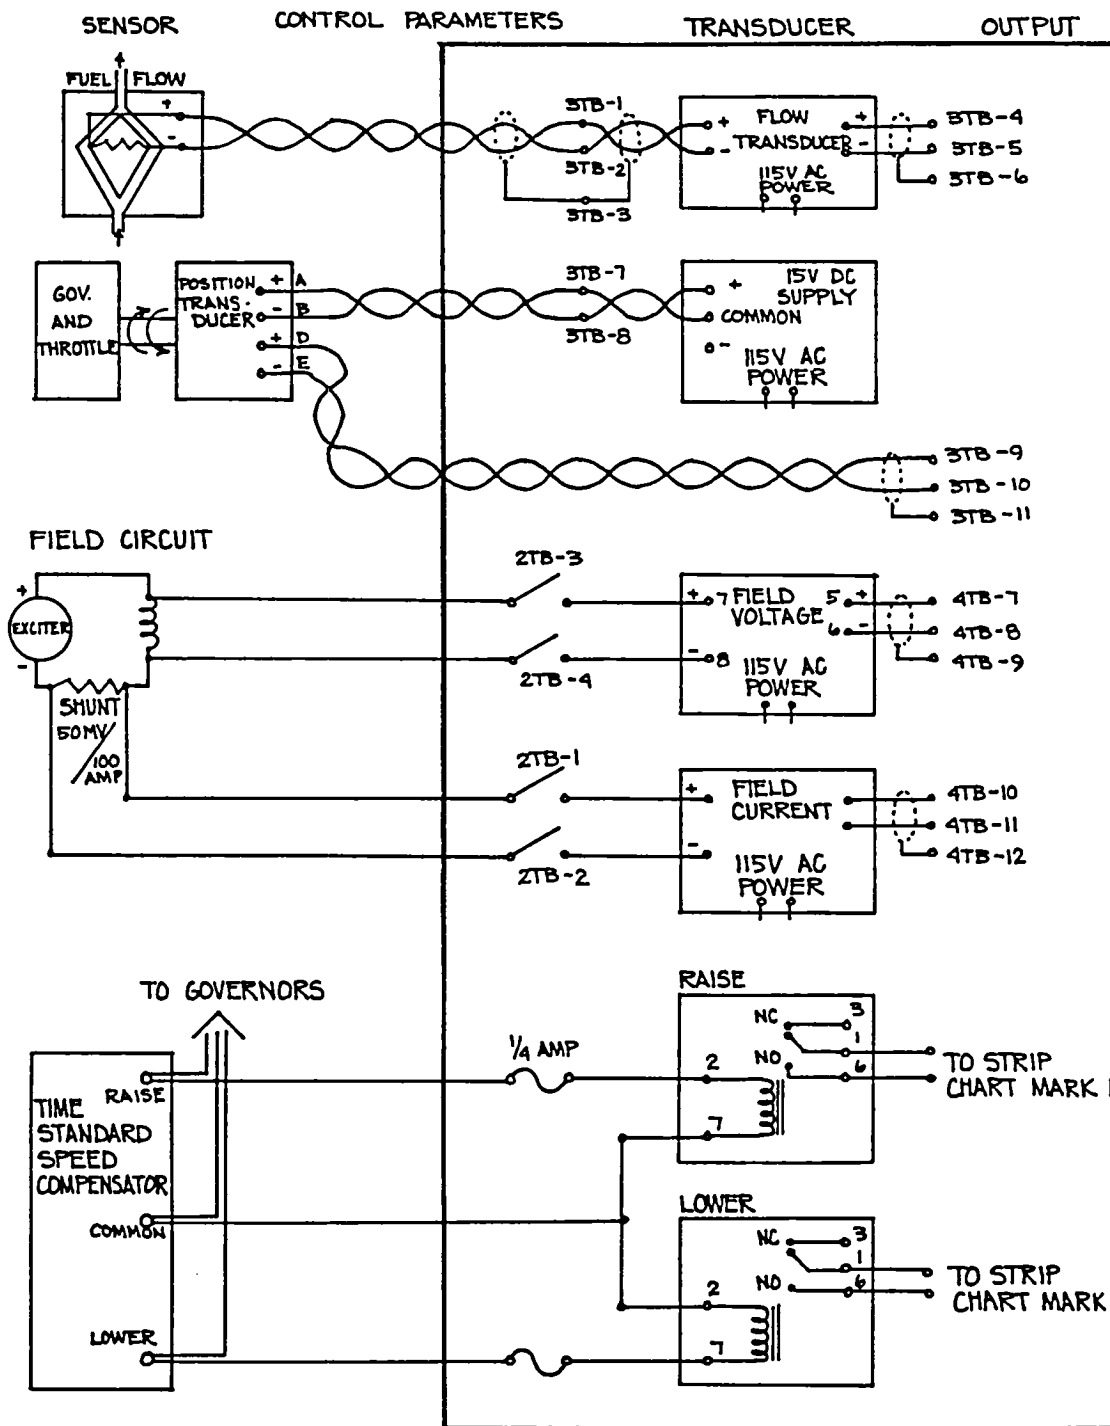 SENSOR
CONTROL PARAMETERS
TRANSDUCER
OUTPUT
FUEL FLOW
+
-
3TB-1
3TB-2
3TB-3
+
-
FLOW
TRANSDUCER
+
-
115V AC
POWER
3TB-4
3TB-5
3TB-6
GOV.
AND
THROTTLE
POSITION
TRANS-
DUCER
+ A
- B
+ D
- E
3TB-7
3TB-8
+
15V DC
SUPPLY
COMMON
-
115V AC
POWER
3TB-9
3TB-10
3TB-11
FIELD CIRCUIT
+
EXCITER
-
SHUNT
50MV/
100
AMP
2TB-3
2TB-4
+ 7
- 8
FIELD
VOLTAGE
5 +
6 -
115V AC
POWER
4TB-7
4TB-8
4TB-9
2TB-1
2TB-2
+
-
FIELD
CURRENT
115V AC
POWER
4TB-10
4TB-11
4TB-12
TO GOVERNORS
RAISE
TIME
STANDARD
SPEED
COMPENSATOR
COMMON
LOWER
1/4 AMP
RAISE
2
7
NC
NO
3
1
6
TO STRIP
CHART MARK
LOWER
2
7
NC
NO
3
1
6
TO STRIP
CHART MARK